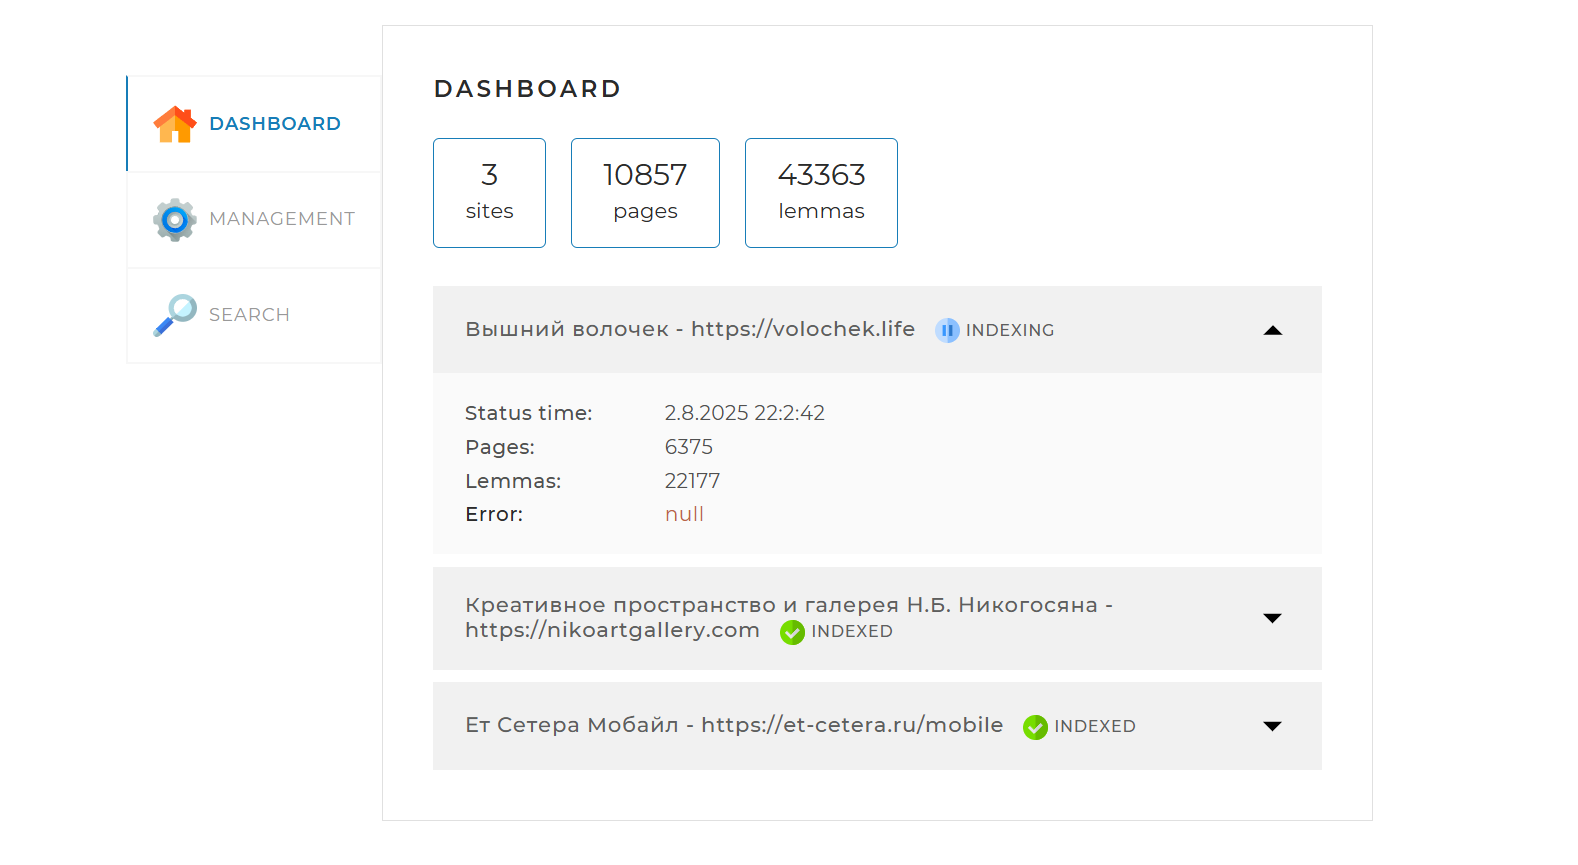 DASHBOARD
MANAGEMENT
SEARCH
DASHBOARD
3
sites
10857
pages
43363
lemmas
Вышний волочек - https://volochek.life INDEXING
Status time: 2.8.2025 22:2:42
Pages: 6375
Lemmas: 22177
Error: null
Креативное пространство и галерея Н.Б. Никогосяна -
https://nikoartgallery.com INDEXED
Ет Сетера Мобайл - https://et-cetera.ru/mobile INDEXED